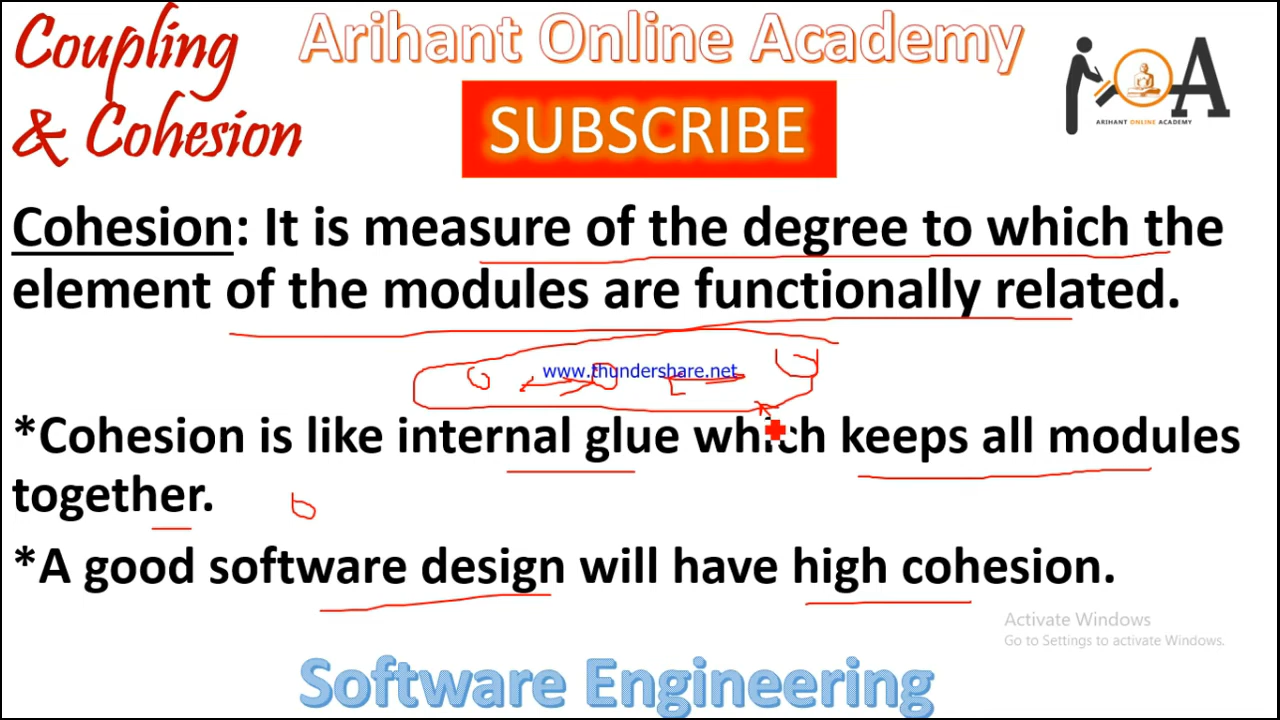 Coupling
& Cohesion
Arihant Online Academy
SUBSCRIBE
A
ARIHANT ONLINE ACADEMY
Cohesion: It is measure of the degree to which the
element of the modules are functionally related.
www.thundershare.net
*Cohesion is like internal glue which keeps all modules
together.
*A good software design will have high cohesion.
Activate Windows
Go to Settings to activate Windows.
Software Engineering